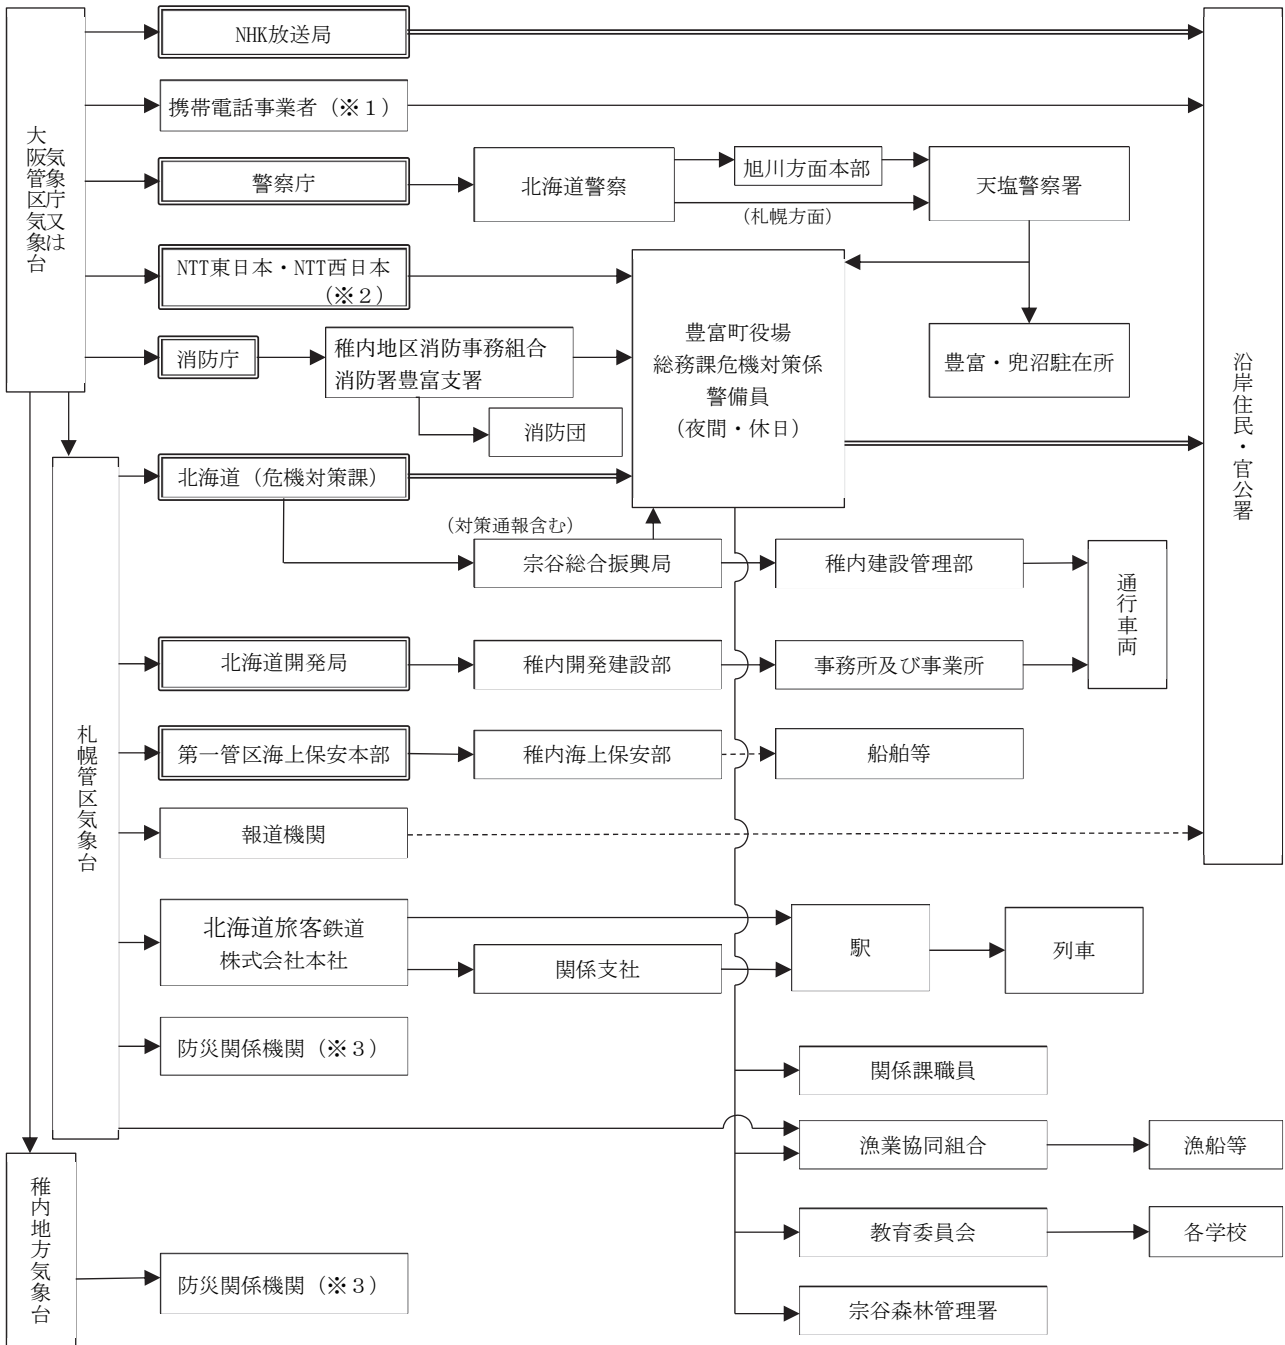 気象庁又は
大阪管区気象台
NHK放送局
携帯電話事業者（※１）
警察庁
北海道警察
旭川方面本部
(札幌方面)
天塩警察署
NTT東日本・NTT西日本
(※２)
消防庁
稚内地区消防事務組合
消防署豊富支署
消防団
豊富町役場
総務課危機対策係
警備員
(夜間・休日)
豊富・兜沼駐在所
沿岸住民・官公署
札幌管区気象台
北海道（危機対策課）
(対策通報含む)
宗谷総合振興局
稚内建設管理部
通行車両
北海道開発局
稚内開発建設部
事務所及び事業所
第一管区海上保安本部
稚内海上保安部
船舶等
報道機関
北海道旅客鉄道
株式会社本社
関係支社
駅
列車
防災関係機関（※３）
関係課職員
漁業協同組合
漁船等
稚内地方気象台
防災関係機関（※３）
教育委員会
各学校
宗谷森林管理署